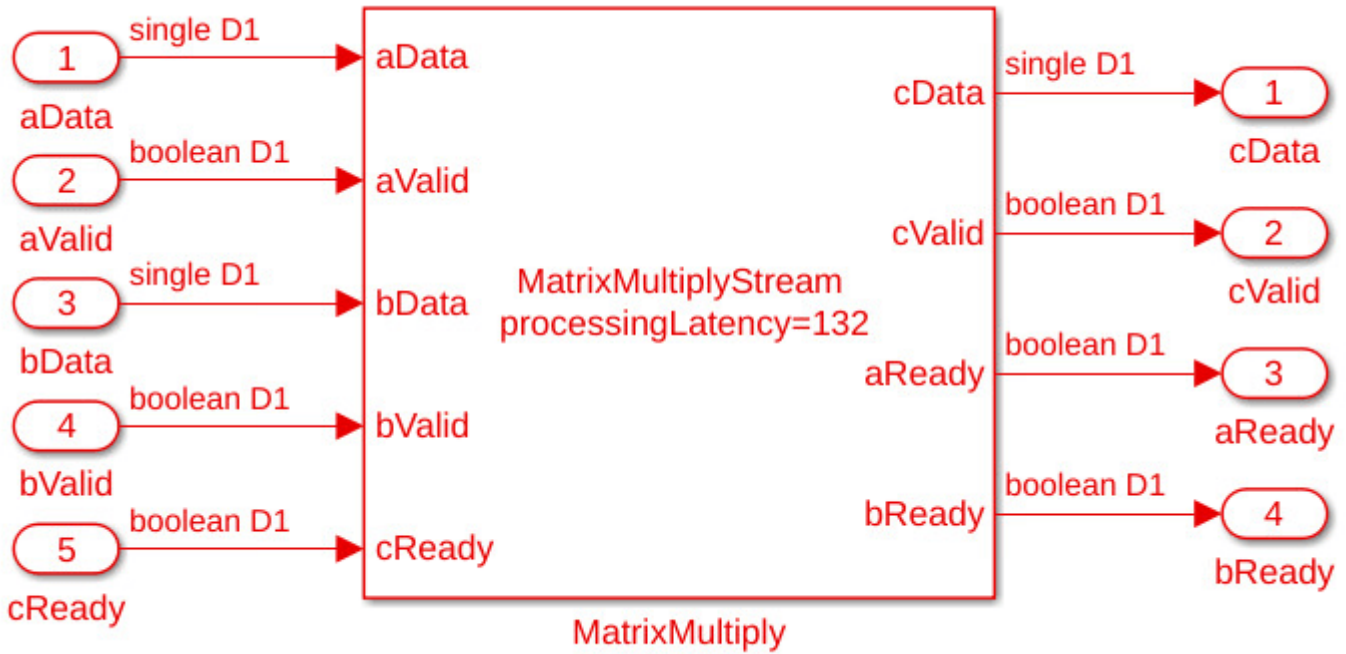 single D1
1
aData
aData
boolean D1
2
aValid
aValid
single D1
3
bData
bData
boolean D1
4
bValid
bValid
boolean D1
5
cReady
cReady
MatrixMultiplyStream
processingLatency=132
MatrixMultiply
cData
single D1
1
cData
cValid
boolean D1
2
cValid
aReady
boolean D1
3
aReady
bReady
boolean D1
4
bReady